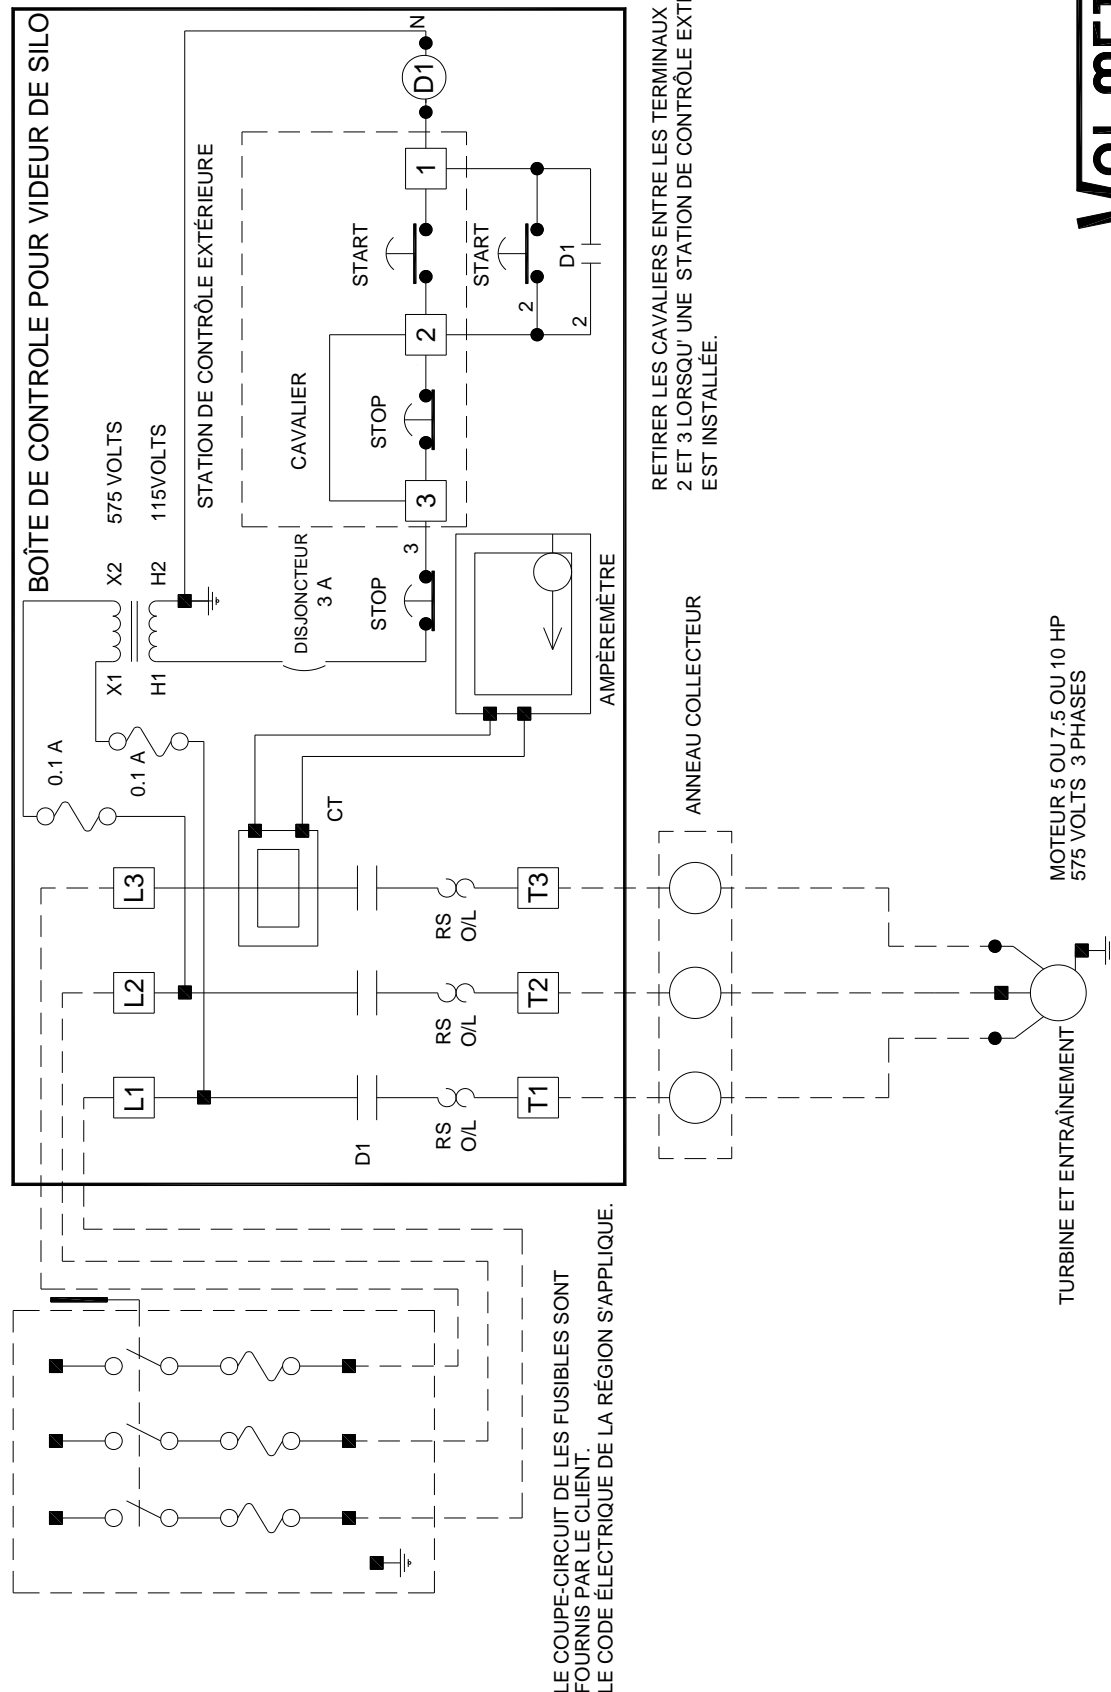 BOÎTE DE CONTROLE POUR VIDEUR DE SILO
575 VOLTS
115VOLTS
X2
H2
X1
H1
STATION DE CONTRÔLE EXTÉRIEURE
N
D1
1
START
START
D1
2
2
2
CAVALIER
STOP
3
3
DISJONCTEUR
3 A
STOP
AMPÈREMÈTRE
0.1 A
0.1 A
CT
L3
L2
L1
D1
RS
O/L
RS
O/L
RS
O/L
T3
T2
T1
ANNEAU COLLECTEUR
RETIRER LES CAVALIERS ENTRE LES TERMINAUX
2 ET 3 LORSQU' UNE STATION DE CONTRÔLE
EST INSTALLÉE.
MOTEUR 5 OU 7.5 OU 10 HP
575 VOLTS 3 PHASES
TURBINE ET ENTRAÎNEMENT
LE COUPE-CIRCUIT DE LES FUSIBLES SONT
FOURNIS PAR LE CLIENT.
LE CODE ÉLECTRIQUE DE LA RÉGION S'APPLIQUE.